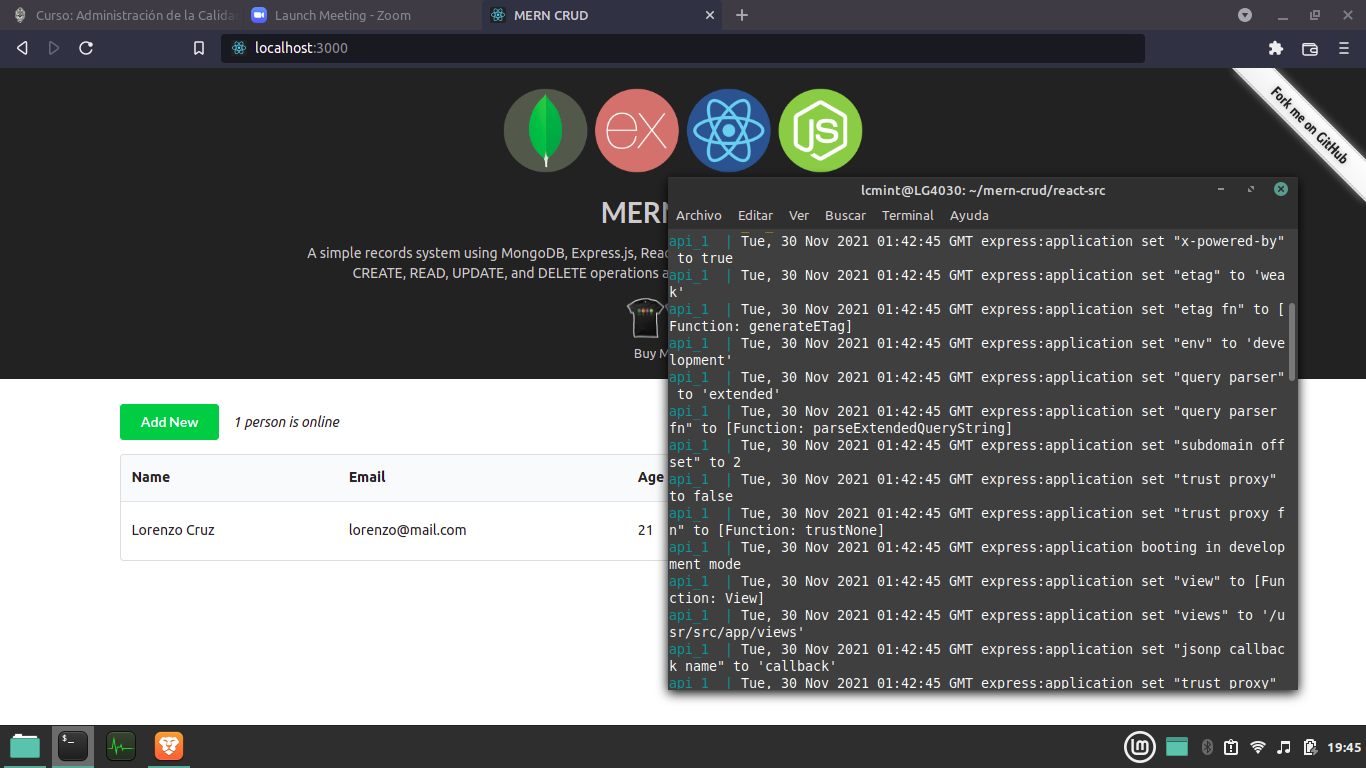 Curso: Administración de la Calida
Launch Meeting - Zoom
MERN CRUD
localhost:3000
Fork me on GitHub
ex
JS
MERN
A simple records system using MongoDB, Express.js, Reac
CREATE, READ, UPDATE, and DELETE operations a
Buy M
Add New
1 person is online
Name Email Age
Lorenzo Cruz lorenzo@mail.com 21
lcmint@LG4030: ~/mern-crud/react-src
Archivo Editar Ver Buscar Terminal Ayuda
api_1 | Tue, 30 Nov 2021 01:42:45 GMT express:application set "x-powered-by"
to true
api_1 | Tue, 30 Nov 2021 01:42:45 GMT express:application set "etag" to 'wea
k'
api_1 | Tue, 30 Nov 2021 01:42:45 GMT express:application set "etag fn" to [
Function: generateETag]
api_1 | Tue, 30 Nov 2021 01:42:45 GMT express:application set "env" to 'deve
lopment'
api_1 | Tue, 30 Nov 2021 01:42:45 GMT express:application set "query parser"
to 'extended'
api_1 | Tue, 30 Nov 2021 01:42:45 GMT express:application set "query parser
fn" to [Function: parseExtendedQueryString]
api_1 | Tue, 30 Nov 2021 01:42:45 GMT express:application set "subdomain off
set" to 2
api_1 | Tue, 30 Nov 2021 01:42:45 GMT express:application set "trust proxy"
to false
api_1 | Tue, 30 Nov 2021 01:42:45 GMT express:application set "trust proxy f
n" to [Function: trustNone]
api_1 | Tue, 30 Nov 2021 01:42:45 GMT express:application booting in develop
ment mode
api_1 | Tue, 30 Nov 2021 01:42:45 GMT express:application set "view" to [Fun
ction: View]
api_1 | Tue, 30 Nov 2021 01:42:45 GMT express:application set "views" to '/u
sr/src/app/views'
api_1 | Tue, 30 Nov 2021 01:42:45 GMT express:application set "jsonp callbac
k name" to 'callback'
api_1 | Tue, 30 Nov 2021 01:42:45 GMT express:application set "trust proxy"
19:45